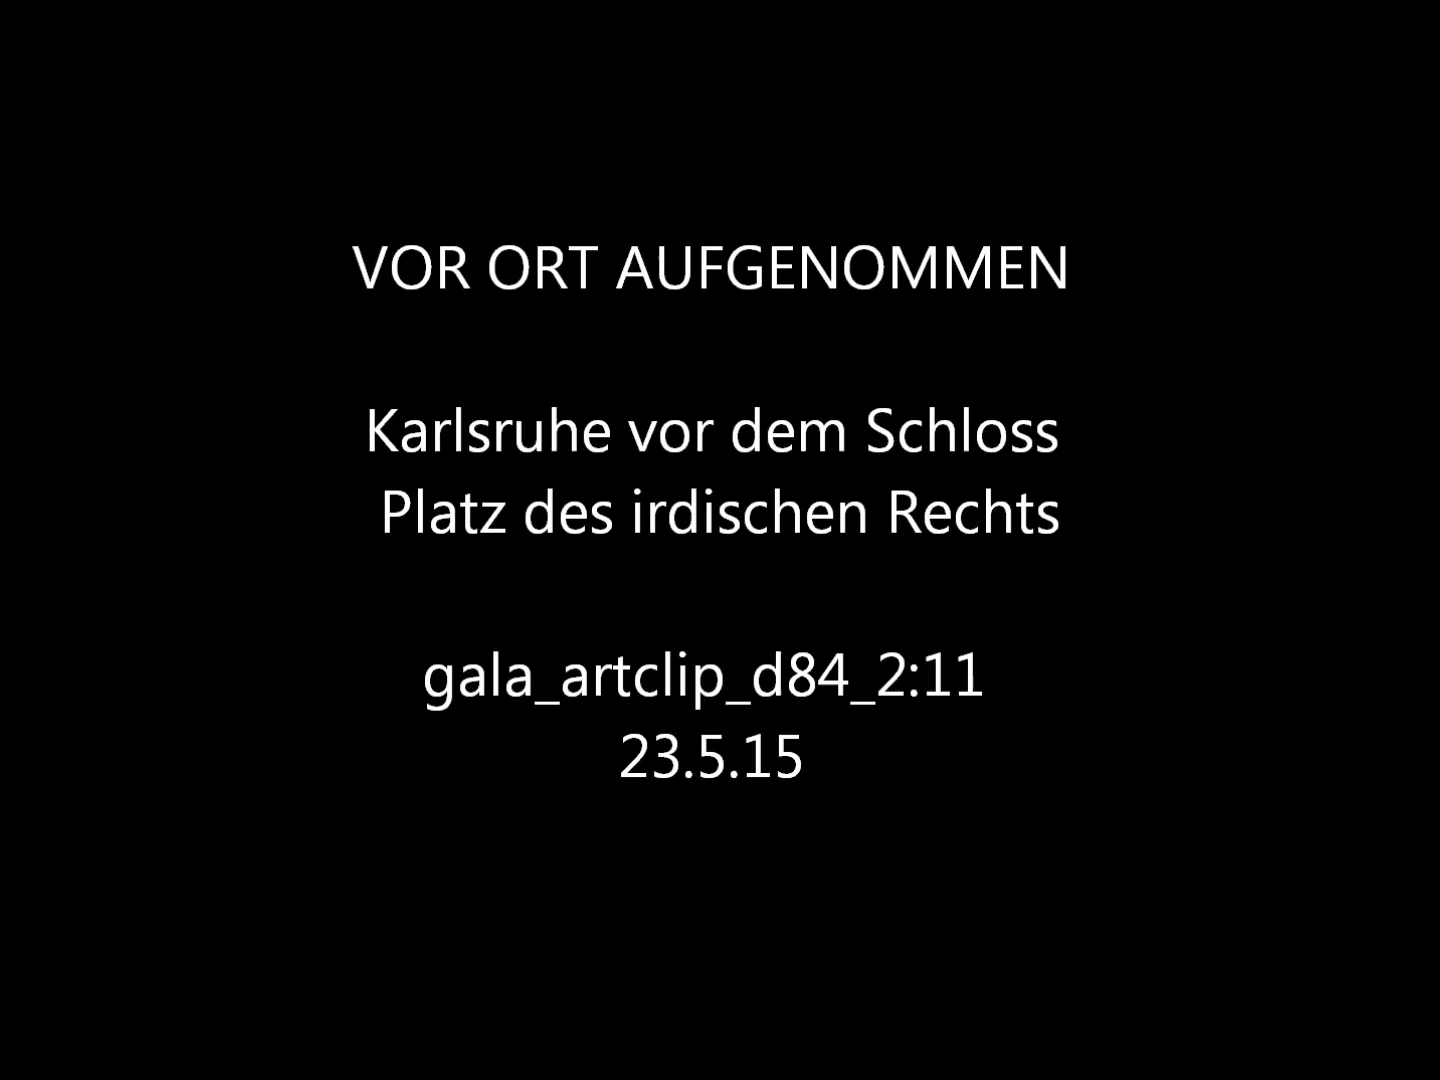 VOR ORT AUFGENOMMEN
Karlsruhe vor dem Schloss
Platz des irdischen Rechts
gala_artclip_d84_2:11
23.5.15